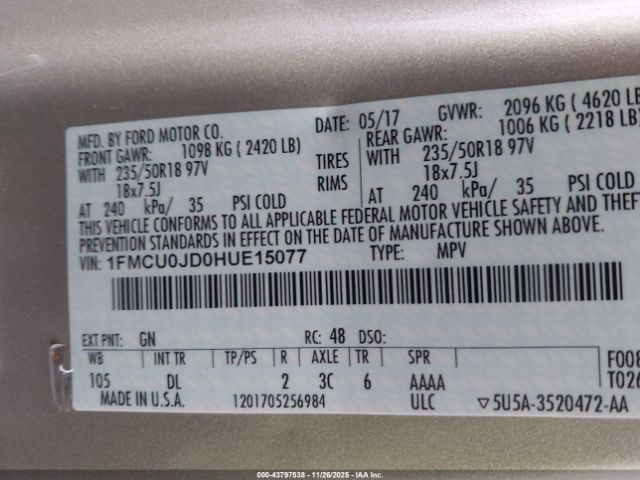 MFD. BY FORD MOTOR CO. DATE: 05/17 GVWR: 2096 KG ( 4620 LB
FRONT GAWR: 1098 KG ( 2420 LB) REAR GAWR: 1006 KG ( 2218 LB)
WITH 235/50R18 97V TIRES WITH 235/50R18 97V
18x7.5J RIMS 18x7.5J
AT 240 kPa/ 35 PSI COLD AT 240 kPa/ 35 PSI COLD
THIS VEHICLE CONFORMS TO ALL APPLICABLE FEDERAL MOTOR VEHICLE SAFETY AND THEFT
PREVENTION STANDARDS IN EFFECT ON THE DATE OF MANUFACTURE SHOWN ABOVE.
VIN: 1FMCU0JD0HUE15077 TYPE: MPV
EXT PNT: GN RC: 48 DSO:
WB INT TR TP/PS R AXLE TR SPR F008
105 DL 2 3C 6 AAAA T026
MADE IN U.S.A. 1201705256984 ULC ▽5U5A-3520472-AA
000-43797538 - 11/26/2025 - IAAI, Inc.